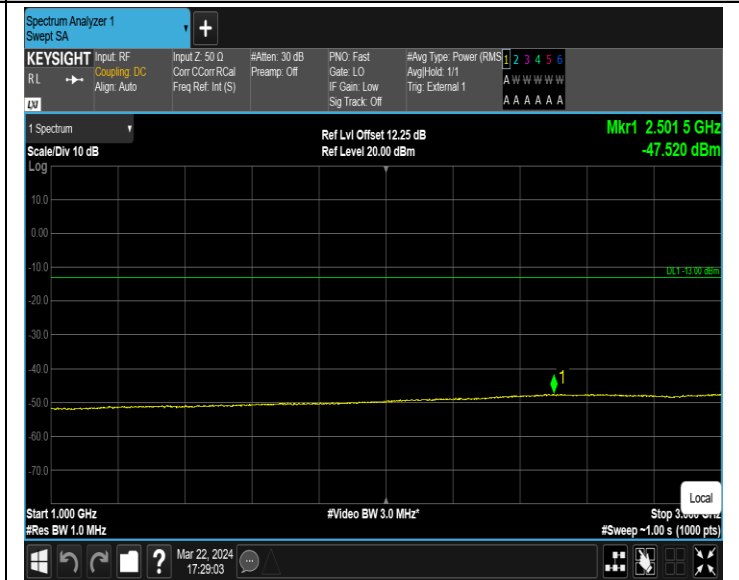 Spectrum Analyzer 1
Swept SA
+
KEYSIGHT
RL
LXI
Input: RF
Coupling: DC
Align: Auto
Input Z: 50 Ω
Corr CCorr RCal
Freq Ref: Int (S)
#Atten: 30 dB
Preamp: Off
PNO: Fast
Gate: LO
IF Gain: Low
Sig Track: Off
#Avg Type: Power (RMS
Avg|Hold: 1/1
Trig: External 1
1 2 3 4 5 6
A W W W W W
A A A A A A
1 Spectrum
Scale/Div 10 dB
Ref Lvl Offset 12.25 dB
Ref Level 20.00 dBm
Mkr1 2.501 5 GHz
-47.520 dBm
Log
10.0
0.00
-10.0
DL1 -13.00 dBm
-20.0
-30.0
-40.0
1
-50.0
-60.0
-70.0
Local
Start 1.000 GHz
#Video BW 3.0 MHz*
Stop 3.000 GHz
#Res BW 1.0 MHz
#Sweep ~1.00 s (1000 pts)
?
Mar 22, 2024
17:29:03